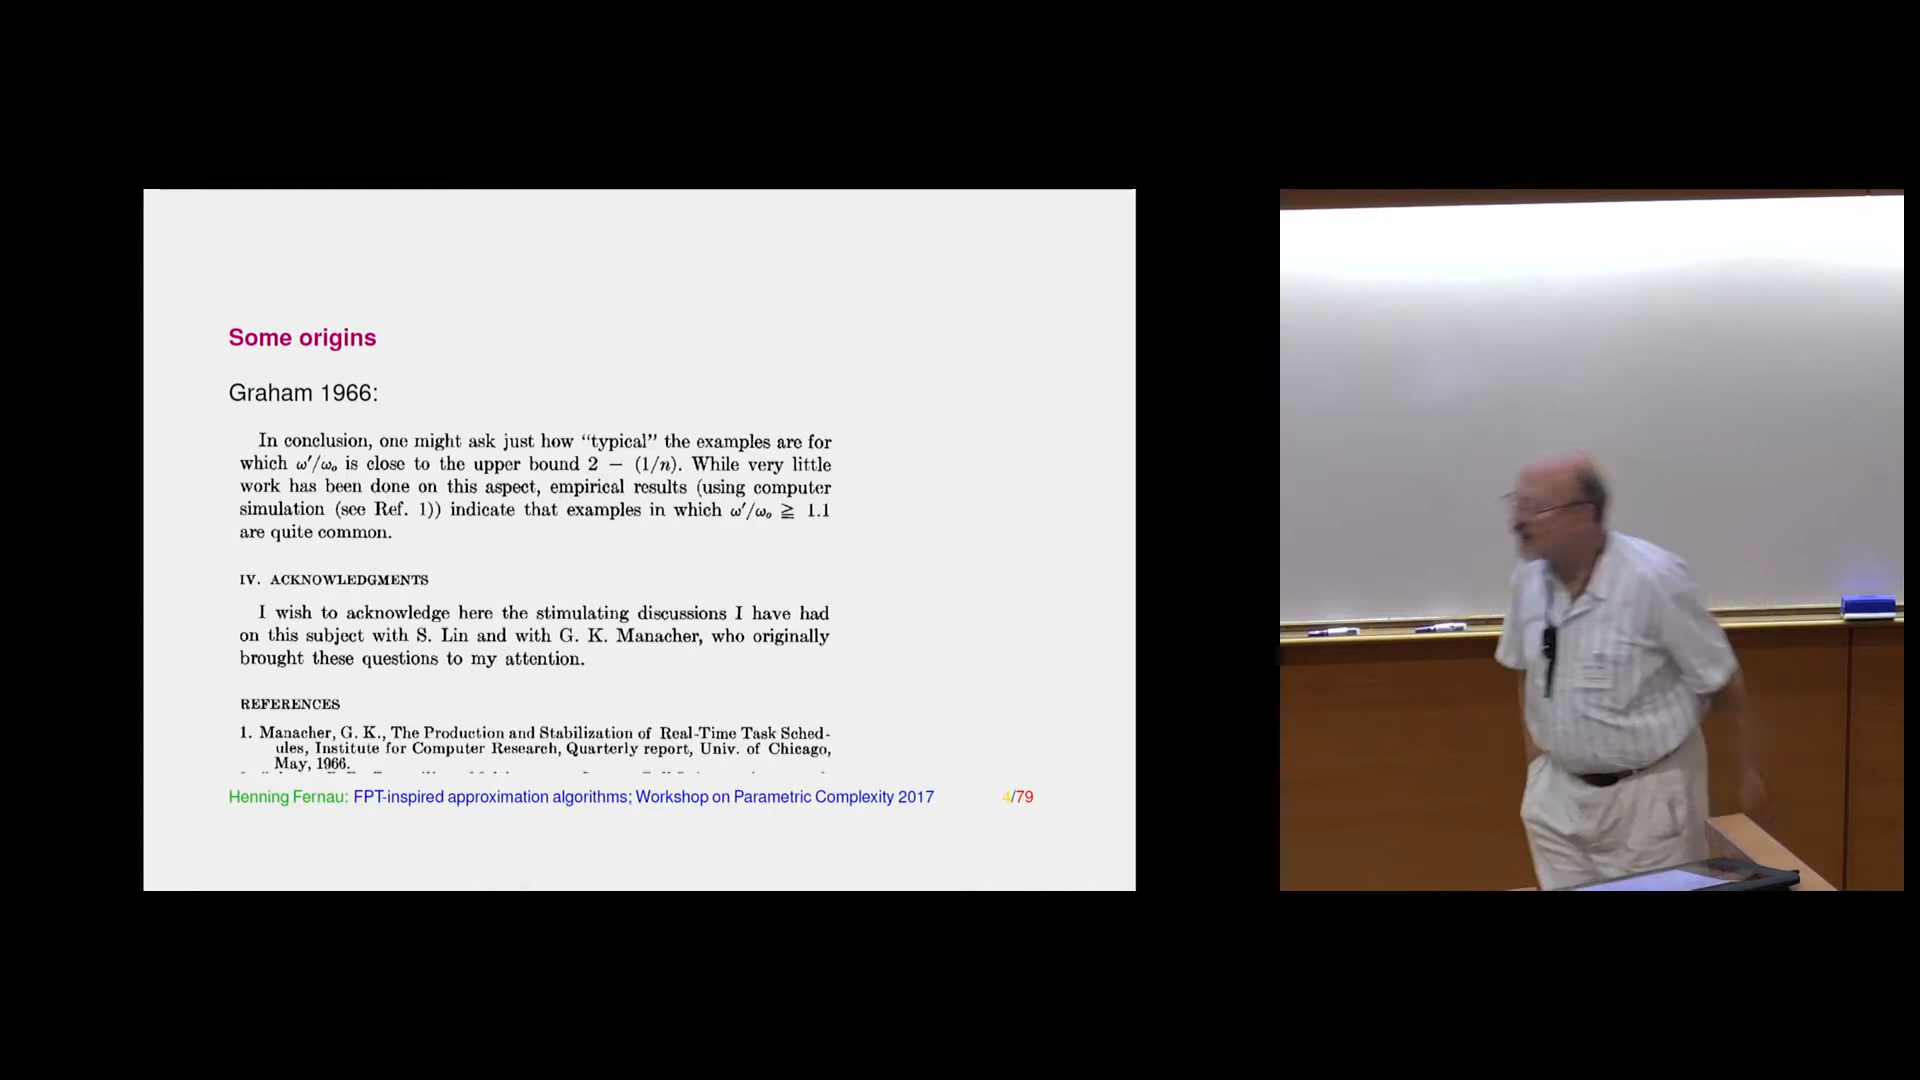 Some origins
Graham 1966:
In conclusion, one might ask just how “typical” the examples are for
which ω′/ω₀ is close to the upper bound 2 − (1/n). While very little
work has been done on this aspect, empirical results (using computer
simulation (see Ref. 1)) indicate that examples in which ω′/ω₀ ≧ 1.1
are quite common.
IV. ACKNOWLEDGMENTS
I wish to acknowledge here the stimulating discussions I have had
on this subject with S. Lin and with G. K. Manacher, who originally
brought these questions to my attention.
REFERENCES
1. Manacher, G. K., The Production and Stabilization of Real-Time Task Sched-
ules, Institute for Computer Research, Quarterly report, Univ. of Chicago,
May, 1966.
Henning Fernau: FPT-inspired approximation algorithms; Workshop on Parametric Complexity 2017 4/79